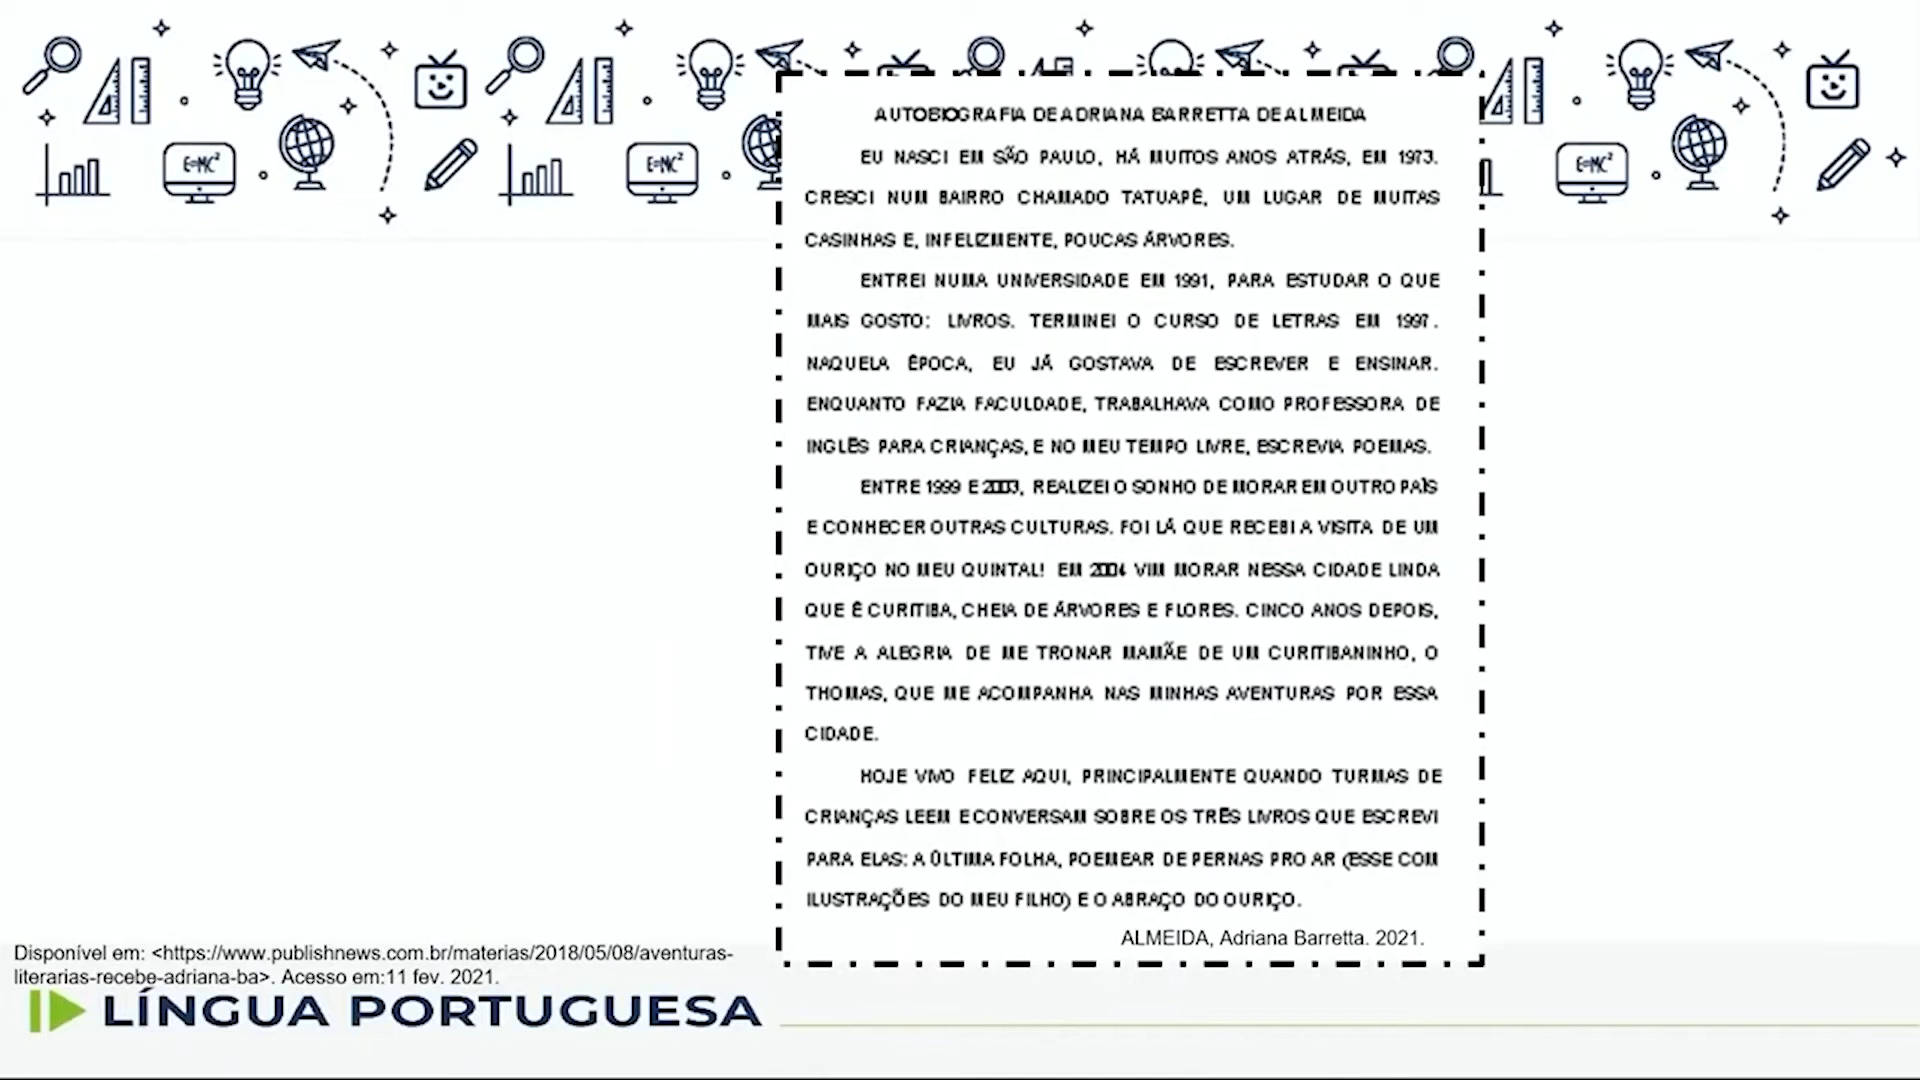 E=MC²
E=MC²
E=MC²
AUTOBIOGRAFIA DE ADRIANA BARRETTA DE ALMEIDA
EU NASCI EM SÃO PAULO, HÁ MUITOS ANOS ATRÁS, EM 1973.
CRESCI NUM BAIRRO CHAMADO TATUAPÉ, UM LUGAR DE MUITAS
CASINHAS E, INFELIZMENTE, POUCAS ÁRVORES.
ENTREI NUMA UNIVERSIDADE EM 1991, PARA ESTUDAR O QUE
MAIS GOSTO: LIVROS. TERMINEI O CURSO DE LETRAS EM 1997.
NAQUELA ÉPOCA, EU JÁ GOSTAVA DE ESCREVER E ENSINAR.
ENQUANTO FAZIA FACULDADE, TRABALHAVA COMO PROFESSORA DE
INGLÊS PARA CRIANÇAS, E NO MEU TEMPO LIVRE, ESCREVIA POEMAS.
ENTRE 1999 E 2003, REALIZEI O SONHO DE MORAR EM OUTRO PAÍS
E CONHECER OUTRAS CULTURAS. FOI LÁ QUE RECEBI A VISITA DE UM
OURIÇO NO MEU QUINTAL! EM 2004 VIM MORAR NESSA CIDADE LINDA
QUE É CURITIBA, CHEIA DE ÁRVORES E FLORES. CINCO ANOS DEPOIS,
TIVE A ALEGRIA DE ME TRONAR MAMÃE DE UM CURITIBANINHO, O
THOMAS, QUE ME ACOMPANHA NAS MINHAS AVENTURAS POR ESSA
CIDADE.
HOJE VIVO FELIZ AQUI, PRINCIPALMENTE QUANDO TURMAS DE
CRIANÇAS LEEM E CONVERSAM SOBRE OS TRÊS LIVROS QUE ESCREVI
PARA ELAS: A ÚLTIMA FOLHA, POEMEAR DE PERNAS PRO AR (ESSE COM
ILUSTRAÇÕES DO MEU FILHO) E O ABRAÇO DO OURIÇO.
ALMEIDA, Adriana Barretta. 2021.
Disponível em: <https://www.publishnews.com.br/materias/2018/05/08/aventuras-
literarias-recebe-adriana-ba>. Acesso em:11 fev. 2021.
LÍNGUA PORTUGUESA